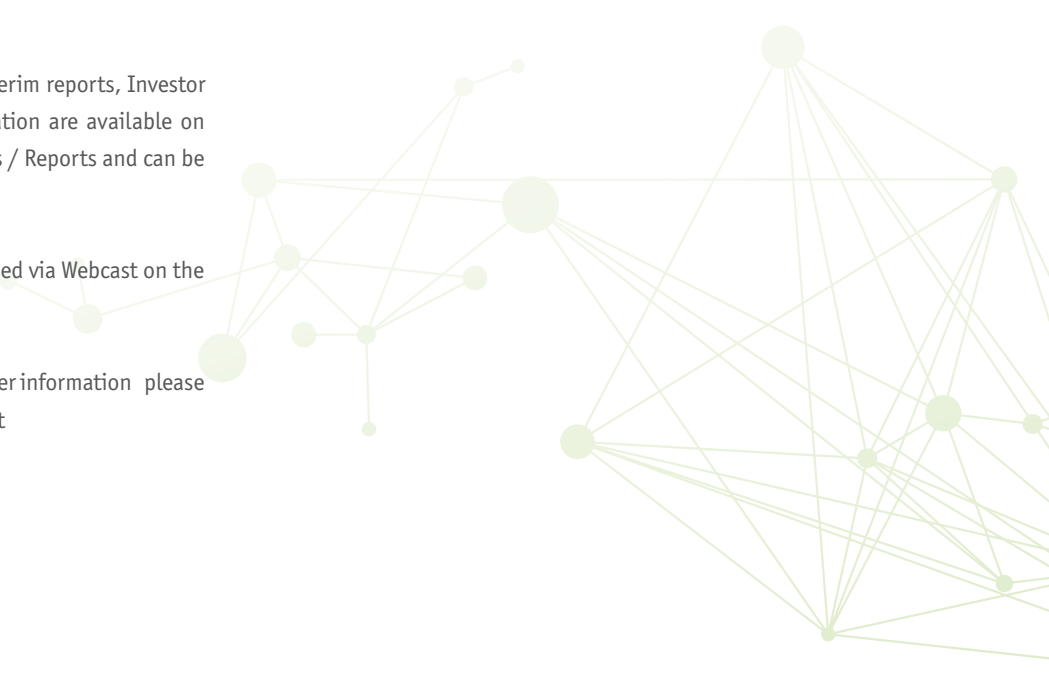 erim reports, Investor
ation are available on
s / Reports and can be
ed via Webcast on the
er information please
t